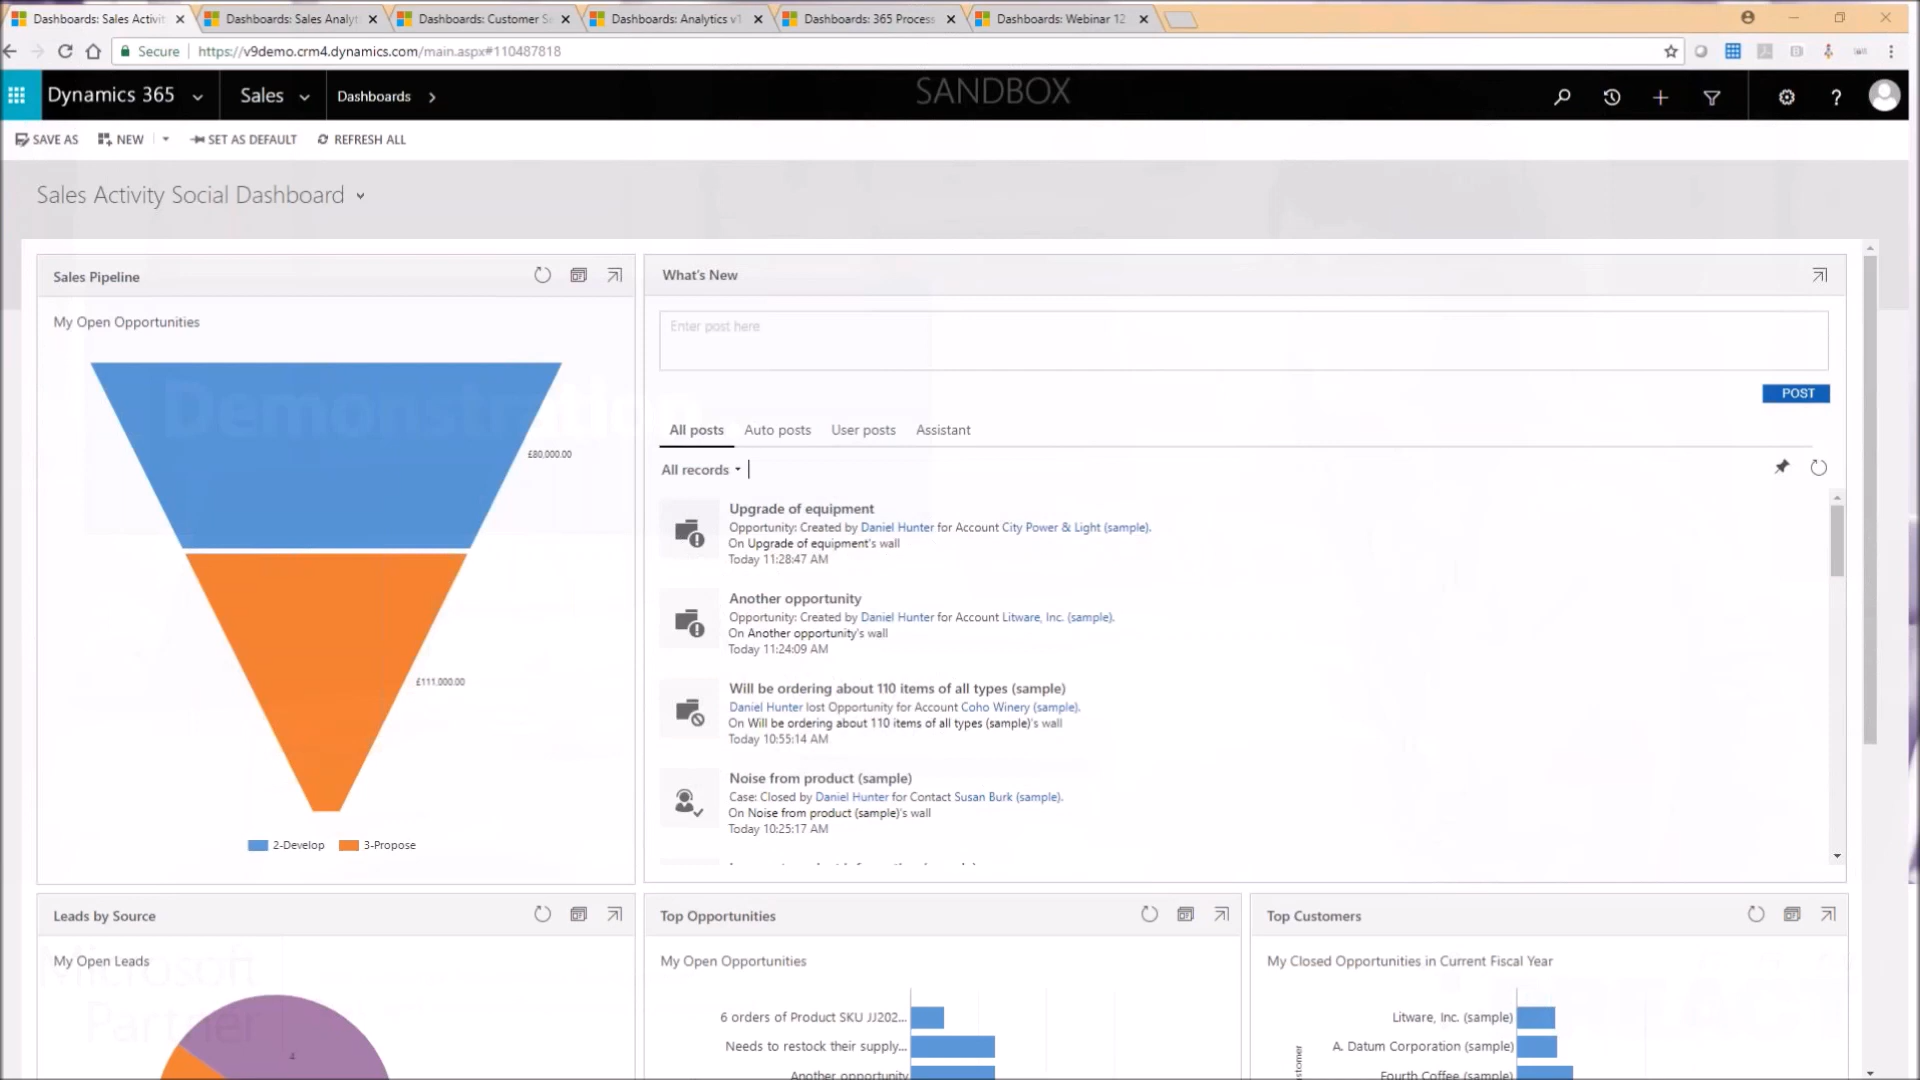 Dashboards: Sales Activit
Dashboards: Sales Analyt
Dashboards: Customer Se
Dashboards: Analytics v1
Dashboards: 365 Process
Dashboards: Webinar 12
Secure
https://v9demo.crm4.dynamics.com/main.aspx#110487818
Dynamics 365
Sales
Dashboards
SANDBOX
SAVE AS
NEW
SET AS DEFAULT
REFRESH ALL
Sales Activity Social Dashboard
Sales Pipeline
My Open Opportunities
Demonstration
£80,000.00
£111,000.00
2-Develop
3-Propose
What's New
Enter post here
POST
All posts
Auto posts
User posts
Assistant
All records
Upgrade of equipment
Opportunity: Created by Daniel Hunter for Account City Power & Light (sample).
On Upgrade of equipment's wall
Today 11:28:47 AM
Another opportunity
Opportunity: Created by Daniel Hunter for Account Litware, Inc. (sample).
On Another opportunity's wall
Today 11:24:09 AM
Will be ordering about 110 items of all types (sample)
Daniel Hunter lost Opportunity for Account Coho Winery (sample).
On Will be ordering about 110 items of all types (sample)'s wall
Today 10:55:14 AM
Noise from product (sample)
Case: Closed by Daniel Hunter for Contact Susan Burk (sample).
On Noise from product (sample)'s wall
Today 10:25:17 AM
Leads by Source
My Open Leads
Microsoft
Partner
Top Opportunities
My Open Opportunities
6 orders of Product SKU JJ202...
Needs to restock their supply...
Another opportunity
Top Customers
My Closed Opportunities in Current Fiscal Year
Litware, Inc. (sample)
A. Datum Corporation (sample)
Fourth Coffee (sample)
stomer